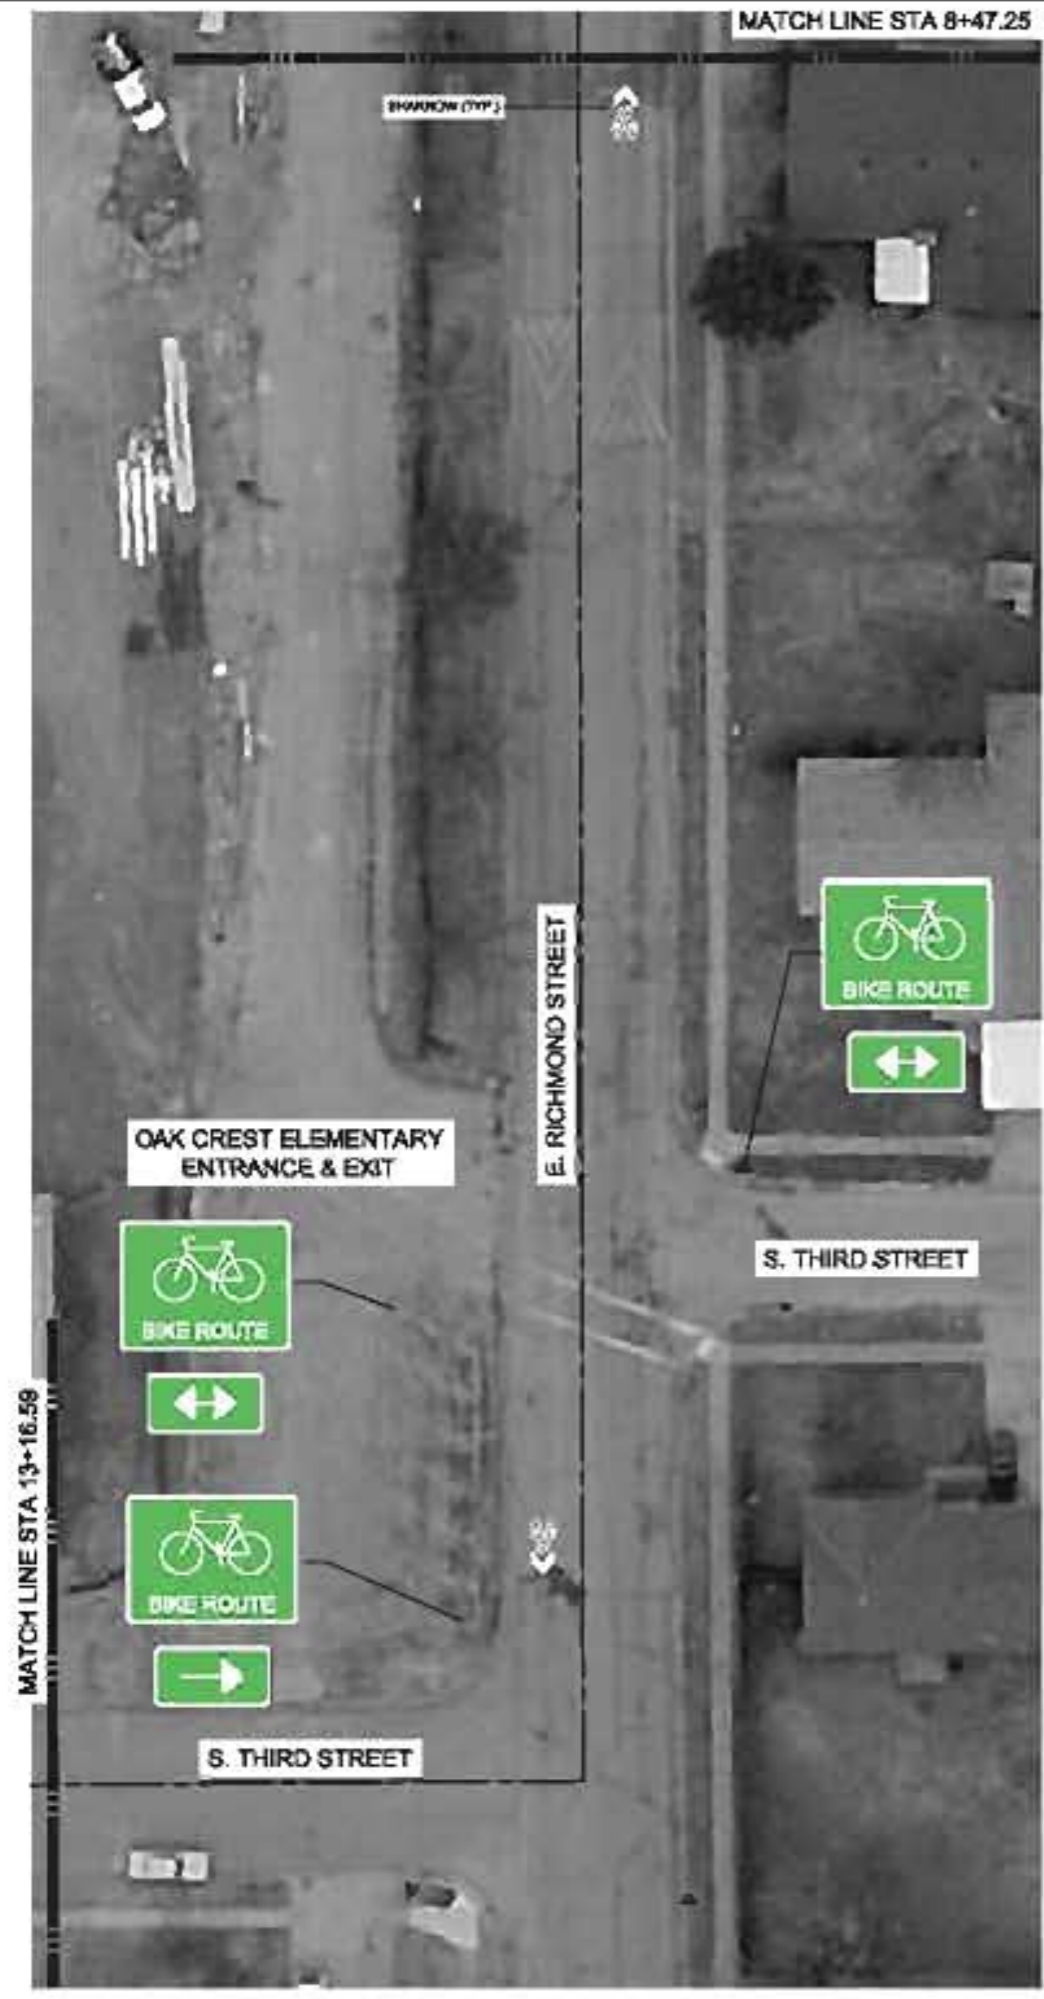 MATCH LINE STA 8+47.25
SHARROW (TYP.)
E. RICHMOND STREET
BIKE ROUTE
OAK CREST ELEMENTARY
ENTRANCE & EXIT
BIKE ROUTE
S. THIRD STREET
MATCH LINE STA 13+16.59
BIKE ROUTE
S. THIRD STREET